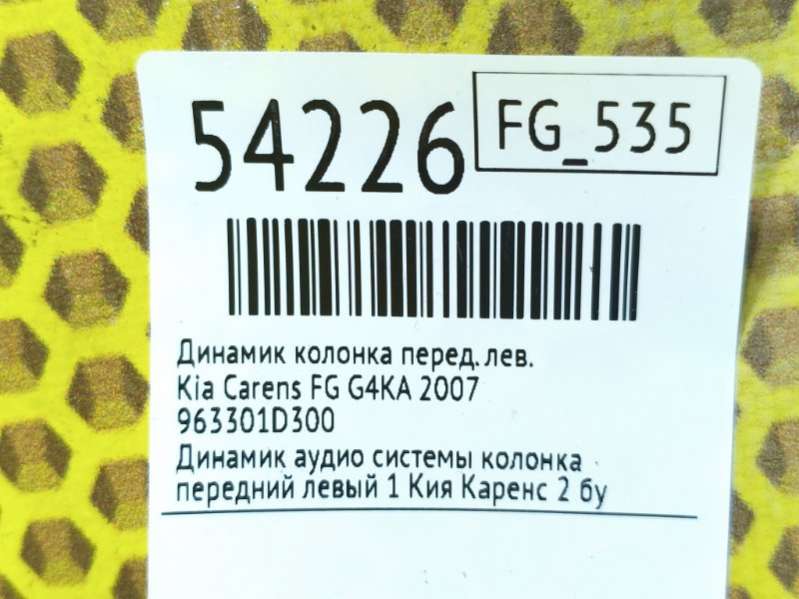 54226
FG_535
Динамик колонка перед. лев.
Kia Carens FG G4KA 2007
963301D300
Динамик аудио системы колонка
передний левый 1 Кия Каренс 2 бу